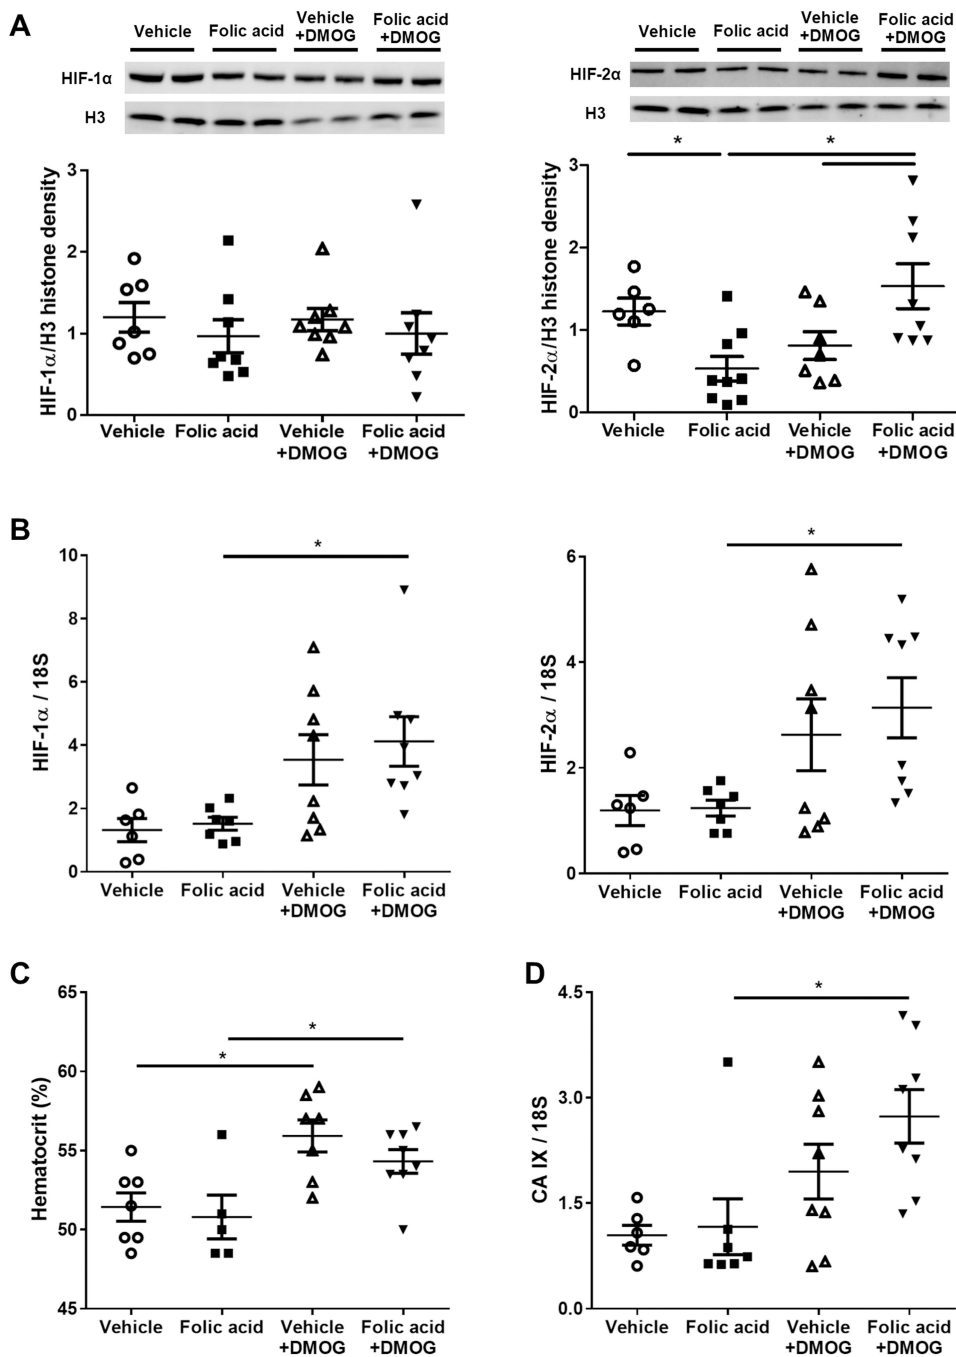 A
Vehicle Folic acid Vehicle +DMOG Folic acid +DMOG
HIF-1α
H3
HIF-1α/H3 histone density
3
2
1
0
Vehicle Folic acid Vehicle +DMOG Folic acid +DMOG
Vehicle Folic acid Vehicle +DMOG Folic acid +DMOG
HIF-2α
H3
* *
HIF-2α/H3 histone density
3
2
1
0
Vehicle Folic acid Vehicle +DMOG Folic acid +DMOG
B
*
HIF-1α / 18S
10
8
6
4
2
0
Vehicle Folic acid Vehicle +DMOG Folic acid +DMOG
*
HIF-2α / 18S
6
4
2
0
Vehicle Folic acid Vehicle +DMOG Folic acid +DMOG
C
*
*
Hematocrit (%)
65
60
55
50
45
Vehicle Folic acid Vehicle +DMOG Folic acid +DMOG
D
*
CA IX / 18S
4.5
3.0
1.5
0.0
Vehicle Folic acid Vehicle +DMOG Folic acid +DMOG